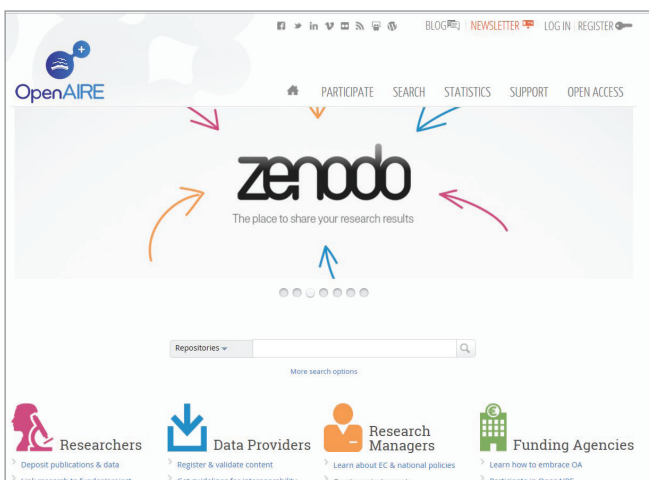 BLOG NEWSLETTER LOG IN REGISTER
OpenAIRE
PARTICIPATE SEARCH STATISTICS SUPPORT OPEN ACCESS
zenodo
The place to share your research results
Repositories
More search options
Researchers
Data Providers
Research Managers
Funding Agencies
Deposit publications & data
Register & validate content
Learn about EC & national policies
Learn how to embrace OA